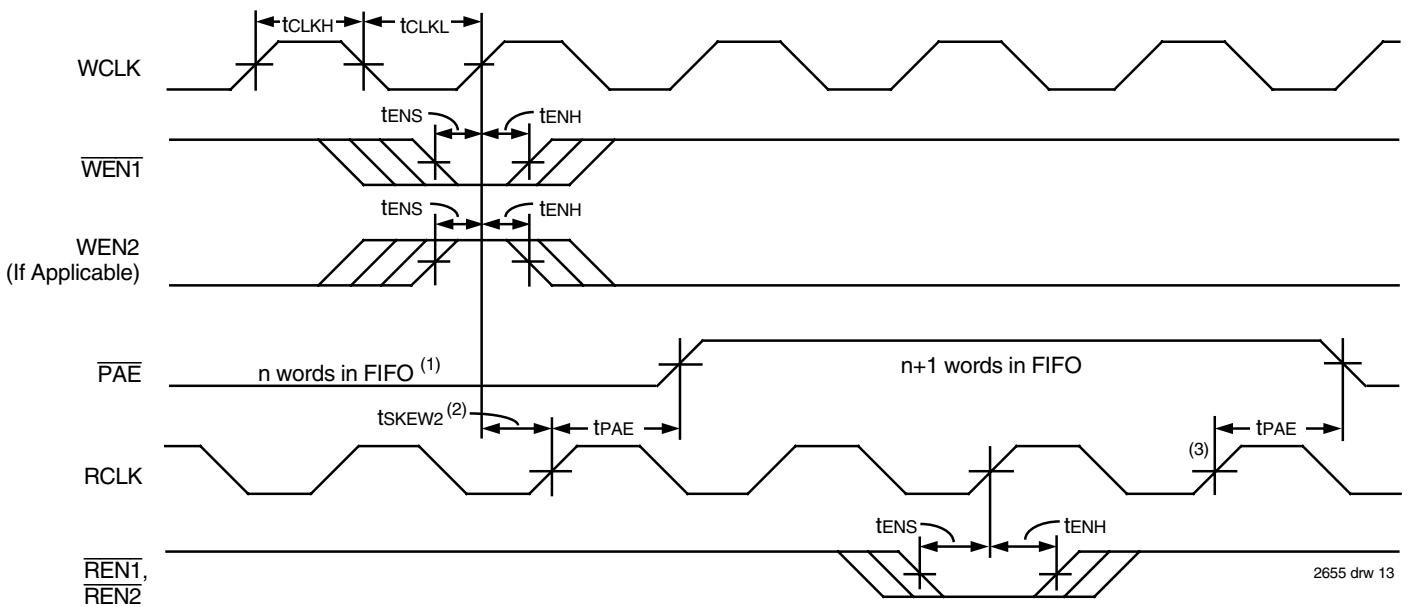 tCLKH
tCLKL
WCLK
tENS
tENH
WEN1
tENS
tENH
WEN2
(If Applicable)
PAE
n words in FIFO (1)
n+1 words in FIFO
tSKEW2 (2)
tPAE
(3)
tPAE
RCLK
tENS
tENH
REN1,
REN2
2655 drw 13